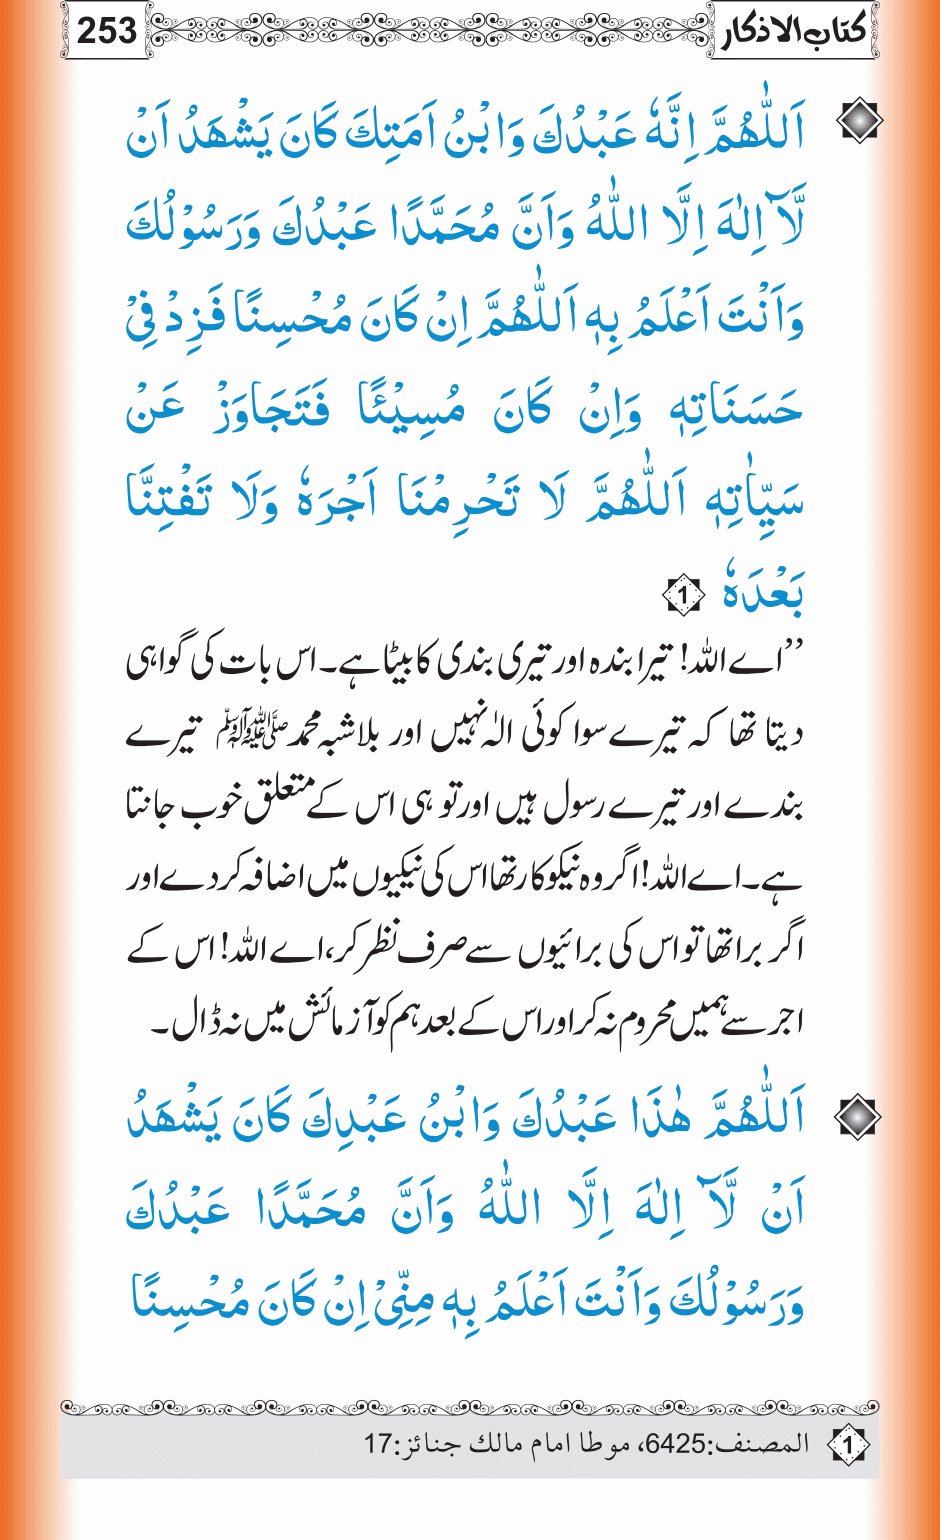 کتاب الاذکار
253
اَللّٰهُمَّ اِنَّهٗ عَبْدُكَ وَابْنُ اَمَتِكَ كَانَ يَشْهَدُ اَنْ
لَّآ اِلٰهَ اِلَّا اللّٰهُ وَاَنَّ مُحَمَّدًا عَبْدُكَ وَرَسُوْلُكَ
وَاَنْتَ اَعْلَمُ بِهٖ اَللّٰهُمَّ اِنْ كَانَ مُحْسِنًا فَزِدْ فِيْ
حَسَنَاتِهٖ وَاِنْ كَانَ مُسِيْئًا فَتَجَاوَزْ عَنْ
سَيِّاٰتِهٖ اَللّٰهُمَّ لَا تَحْرِمْنَا اَجْرَهٗ وَلَا تَفْتِنَّا
بَعْدَهٗ 1
’’اے اللہ! تیرا بندہ اور تیری بندی کا بیٹا ہے۔ اس بات کی گواہی
دیتا تھا کہ تیرے سوا کوئی الٰہ نہیں اور بلاشبہ محمد ﷺ تیرے
بندے اور تیرے رسول ہیں اور تو ہی اس کے متعلق خوب جانتا
ہے۔ اے اللہ! اگر وہ نیکوکار تھا اس کی نیکیوں میں اضافہ کر دے اور
اگر برا تھا تو اس کی برائیوں سے صرف نظر کر، اے اللہ! اس کے
اجر سے ہمیں محروم نہ کر اور اس کے بعد ہم کو آزمائش میں نہ ڈال۔
اَللّٰهُمَّ هٰذَا عَبْدُكَ وَابْنُ عَبْدِكَ كَانَ يَشْهَدُ
اَنْ لَّآ اِلٰهَ اِلَّا اللّٰهُ وَاَنَّ مُحَمَّدًا عَبْدُكَ
وَرَسُوْلُكَ وَاَنْتَ اَعْلَمُ بِهٖ مِنِّيْ اِنْ كَانَ مُحْسِنًا
1 المصنف:6425، موطا امام مالک جنائز:17